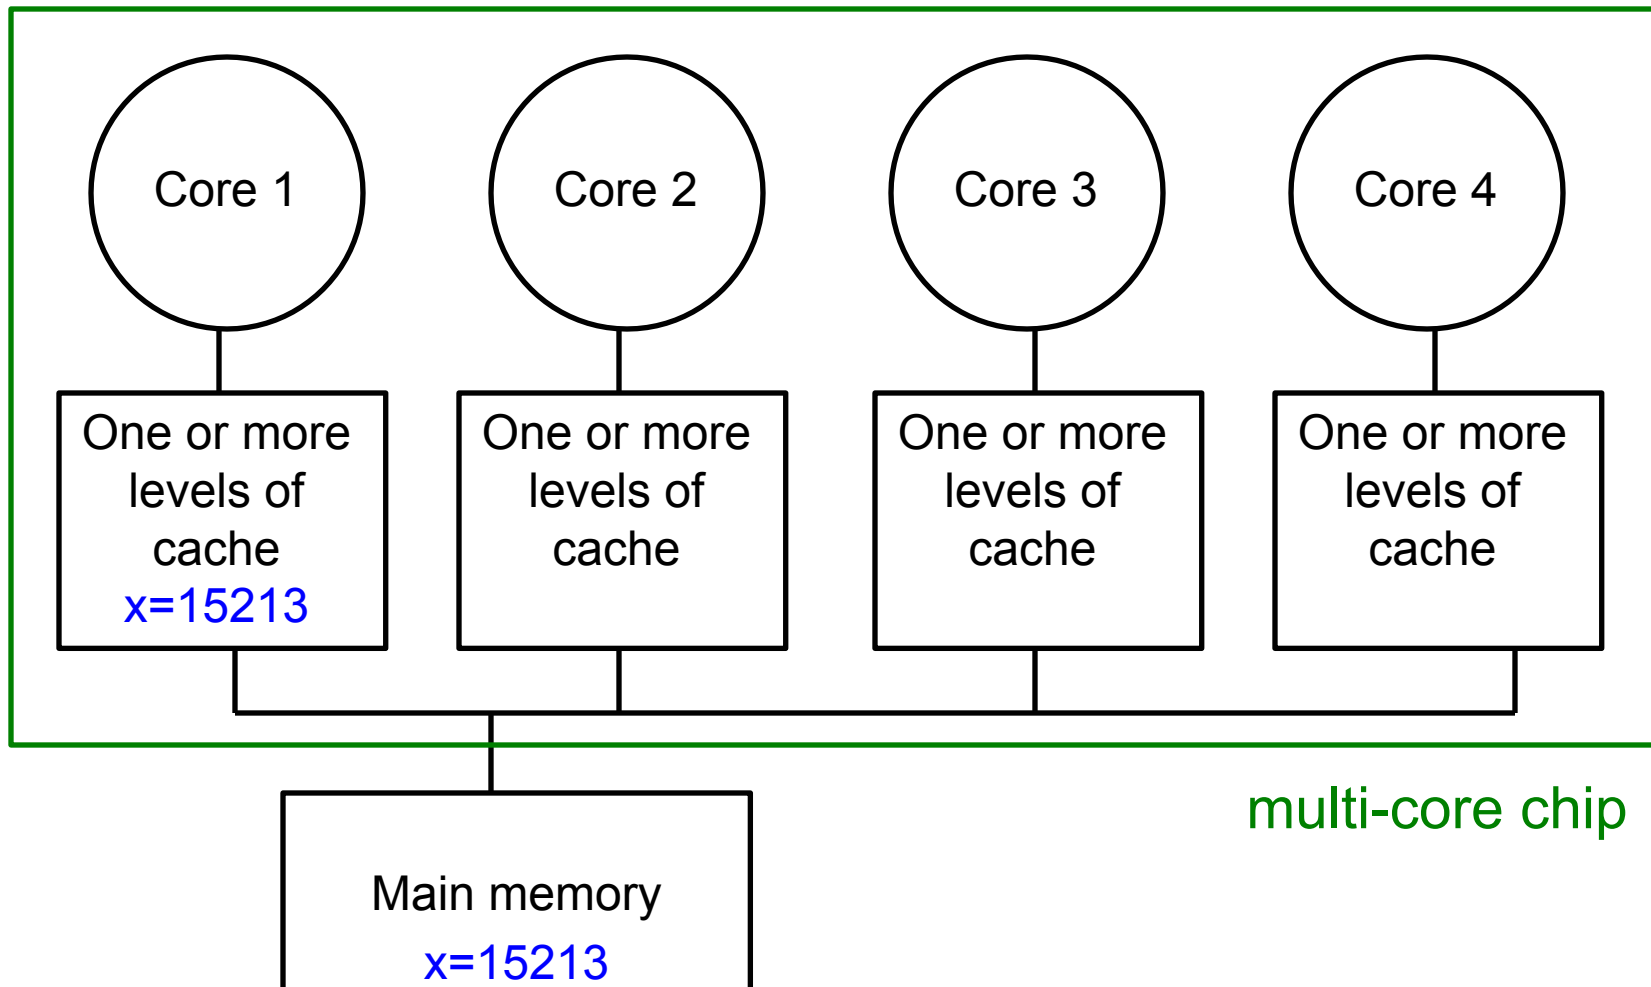 Core 1
Core 2
Core 3
Core 4
One or more
levels of
cache
x=15213
One or more
levels of
cache
One or more
levels of
cache
One or more
levels of
cache
multi-core chip
Main memory
x=15213